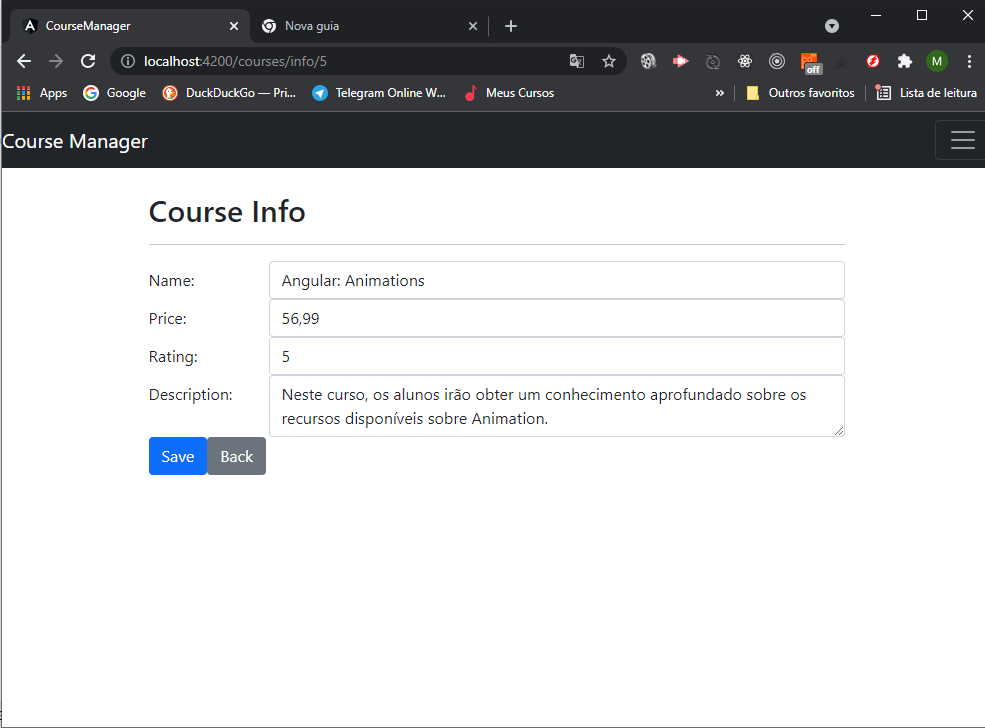 CourseManager
Nova guia
localhost:4200/courses/info/5
off
M
Apps
Google
DuckDuckGo — Pri...
Telegram Online W...
Meus Cursos
»
Outros favoritos
Lista de leitura
Course Manager
Course Info
Name:
Angular: Animations
Price:
56,99
Rating:
5
Description:
Neste curso, os alunos irão obter um conhecimento aprofundado sobre os
recursos disponíveis sobre Animation.
Save
Back